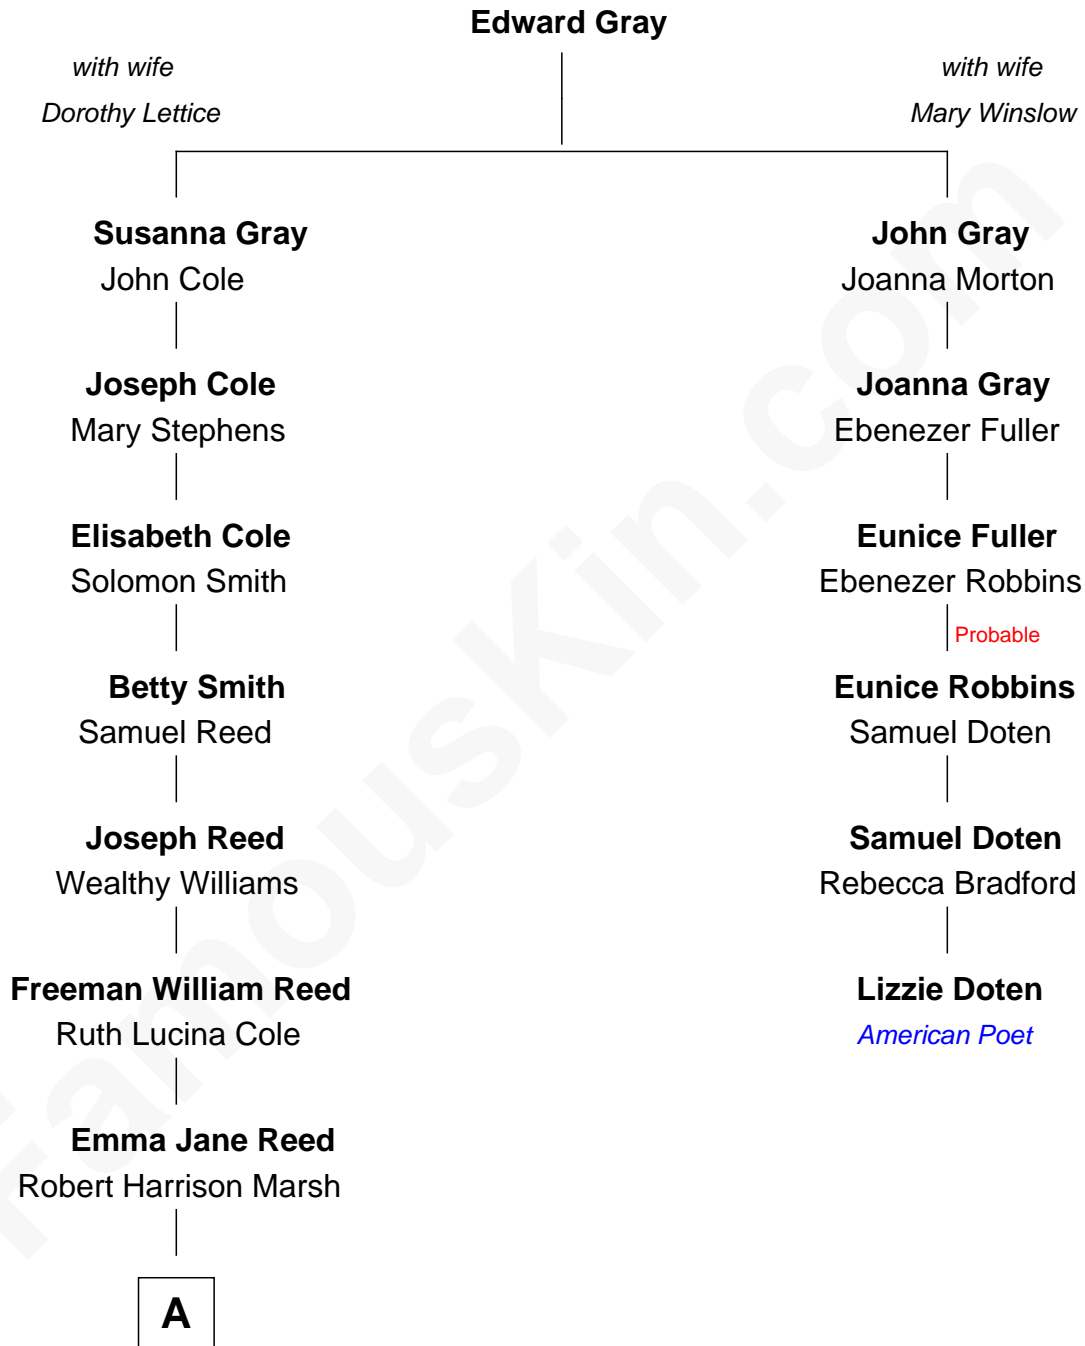 Edward Gray
with wife
Dorothy Lettice
with wife
Mary Winslow
Susanna Gray
John Cole
John Gray
Joanna Morton
Joseph Cole
Mary Stephens
Joanna Gray
Ebenezer Fuller
Elisabeth Cole
Solomon Smith
Eunice Fuller
Ebenezer Robbins
Probable
Betty Smith
Samuel Reed
Eunice Robbins
Samuel Doten
Joseph Reed
Wealthy Williams
Samuel Doten
Rebecca Bradford
Freeman William Reed
Ruth Lucina Cole
Lizzie Doten
American Poet
Emma Jane Reed
Robert Harrison Marsh
A
FamousKin.com